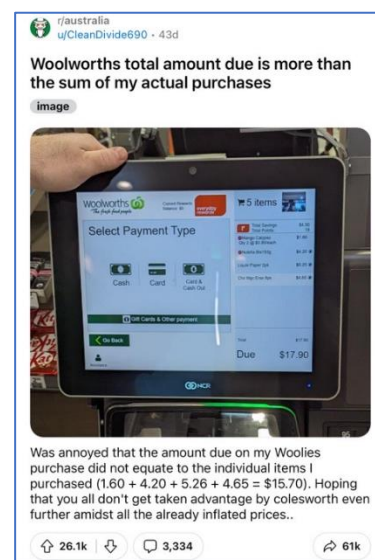 r/australia
u/CleanDivide690 · 43d
Woolworths total amount due is more than
the sum of my actual purchases
image
woolworths
The fresh food people
everyday
rewards
5 items
Select Payment Type
Total Savings
Cash
Card
Card &
Cash Out
Gift Cards & Other payment
Go Back
Due $17.90
NCR
95
Was annoyed that the amount due on my Woolies
purchase did not equate to the individual items I
purchased (1.60 + 4.20 + 5.26 + 4.65 = $15.70). Hoping
that you all don't get taken advantage by colesworth even
further amidst all the already inflated prices..
26.1k
3,334
61k